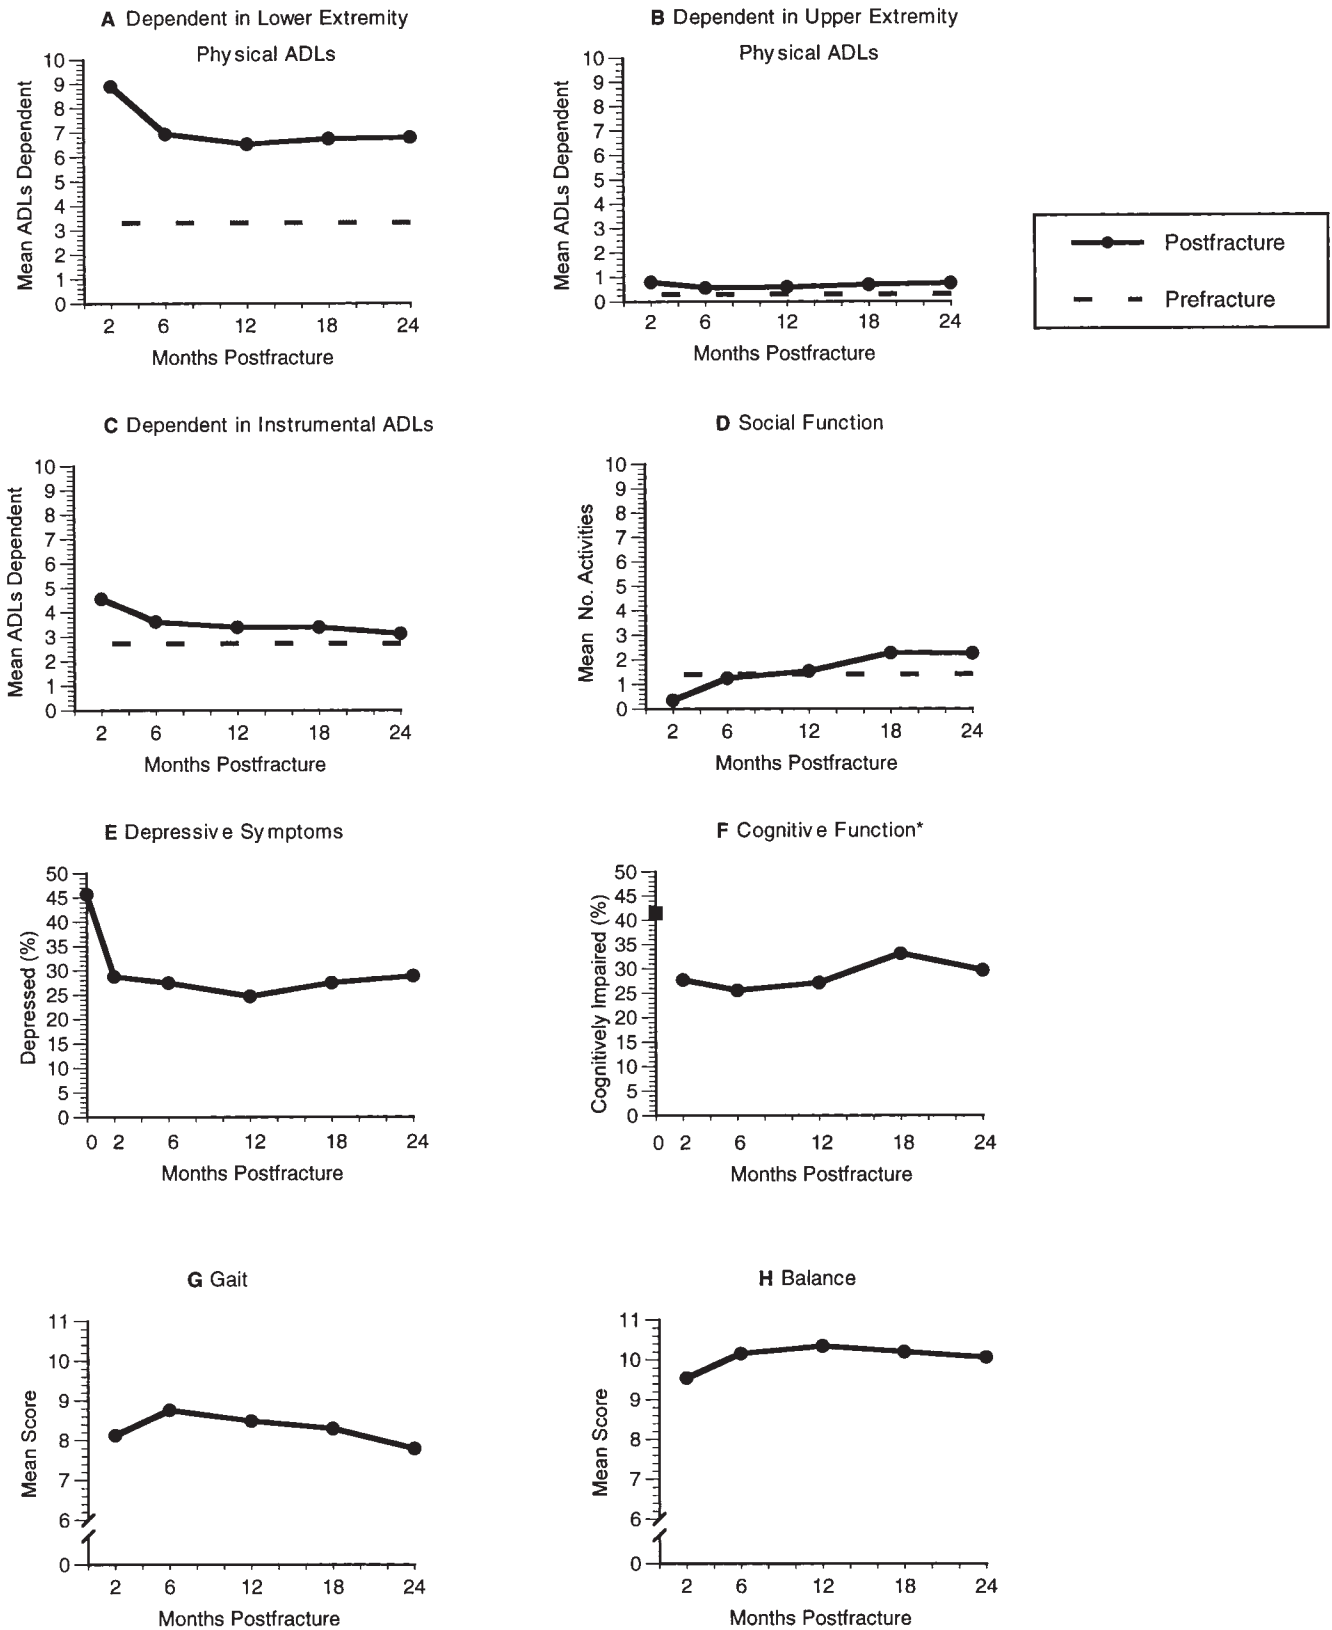 A Dependent in Lower Extremity
Physical ADLs
Mean ADLs Dependent
10
9
8
7
6
5
4
3
2
1
0
2 6 12 18 24
Months Postfracture
B Dependent in Upper Extremity
Physical ADLs
Mean ADLs Dependent
10
9
8
7
6
5
4
3
2
1
0
2 6 12 18 24
Months Postfracture
Postfracture
Prefracture
C Dependent in Instrumental ADLs
Mean ADLs Dependent
10
9
8
7
6
5
4
3
2
1
0
2 6 12 18 24
Months Postfracture
D Social Function
Mean No. Activities
10
9
8
7
6
5
4
3
2
1
0
2 6 12 18 24
Months Postfracture
E Depressive Symptoms
Depressed (%)
50
45
40
35
30
25
20
15
10
5
0
0 2 6 12 18 24
Months Postfracture
F Cognitive Function*
Cognitively Impaired (%)
50
45
40
35
30
25
20
15
10
5
0
0 2 6 12 18 24
Months Postfracture
G Gait
Mean Score
11
10
9
8
7
6
0
2 6 12 18 24
Months Postfracture
H Balance
Mean Score
11
10
9
8
7
6
0
2 6 12 18 24
Months Postfracture